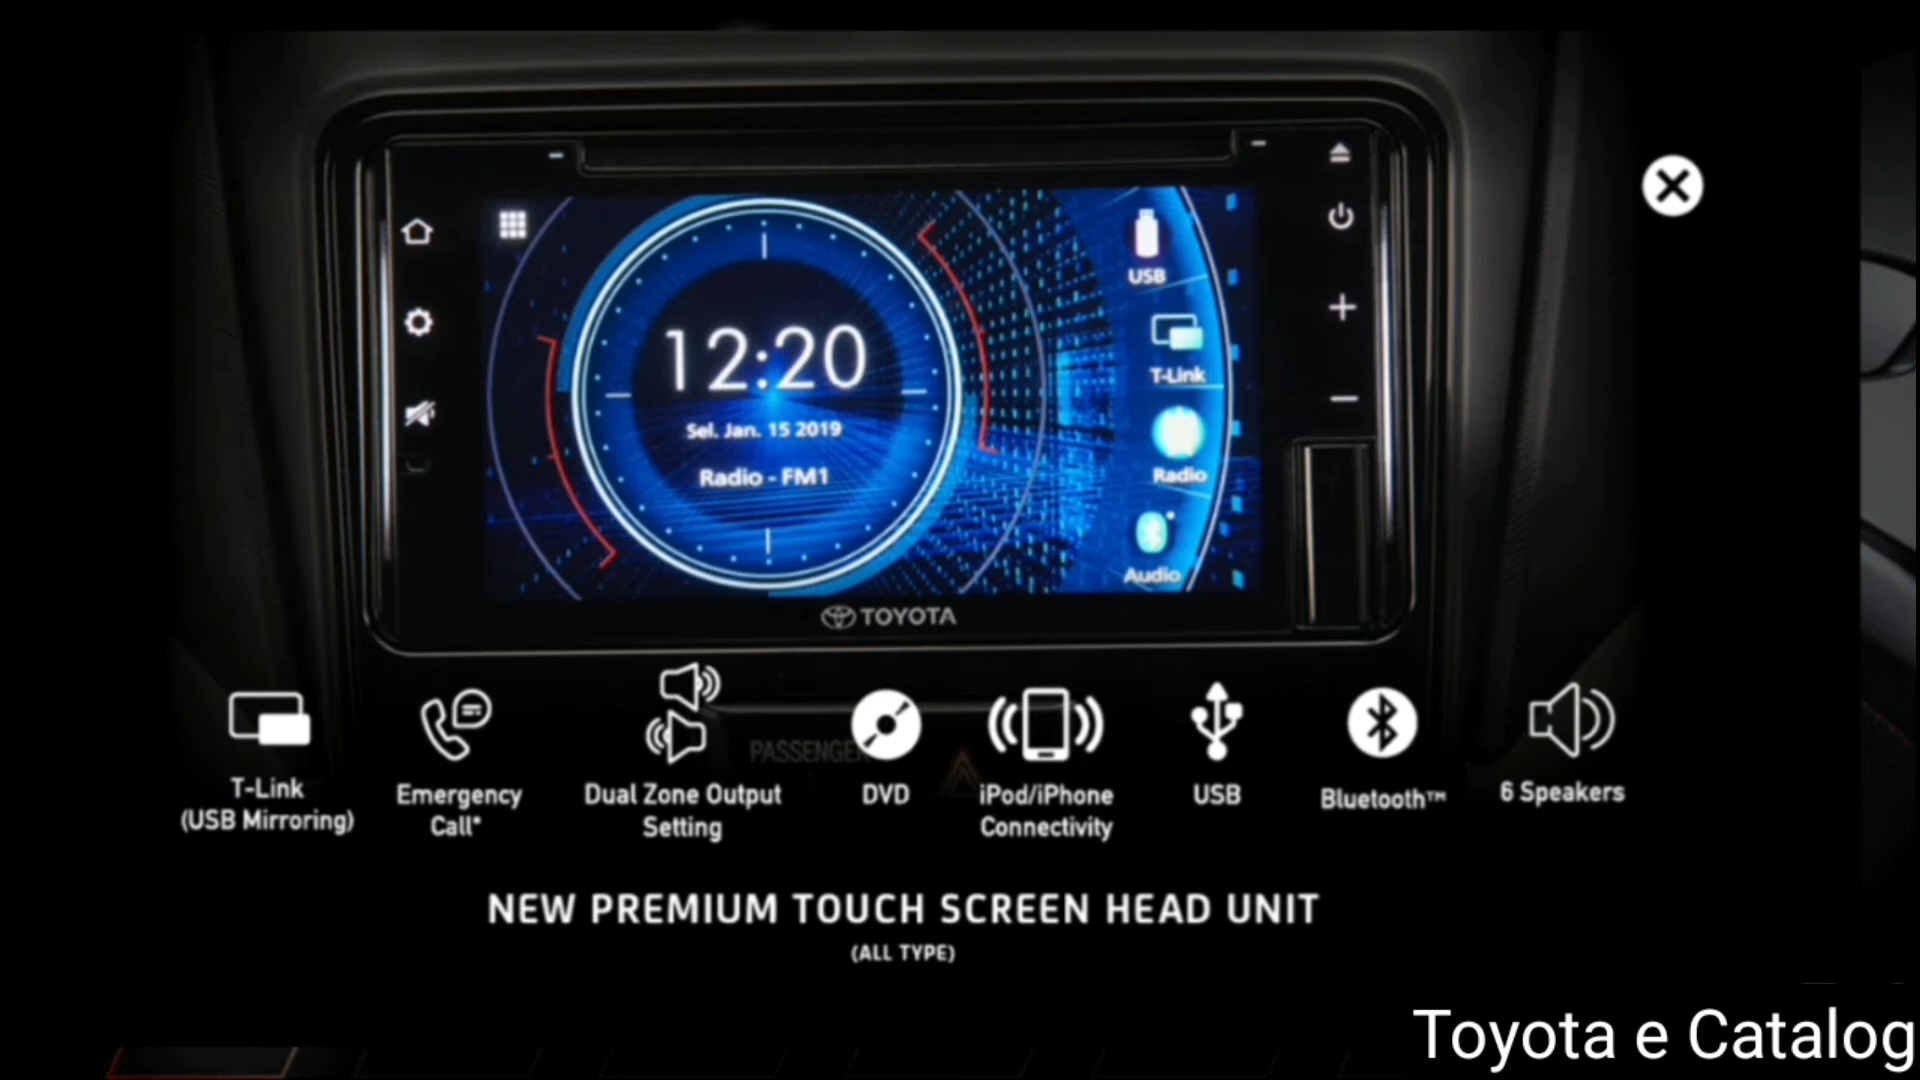 USB
12:20
T-Link
Sel. Jan. 15 2019
Radio - FM1
Radio
Audio
TOYOTA
PASSENGER
T-Link
(USB Mirroring)
Emergency
Call*
Dual Zone Output
Setting
DVD
iPod/iPhone
Connectivity
USB
Bluetooth™
6 Speakers
NEW PREMIUM TOUCH SCREEN HEAD UNIT
(ALL TYPE)
Toyota e Catalog